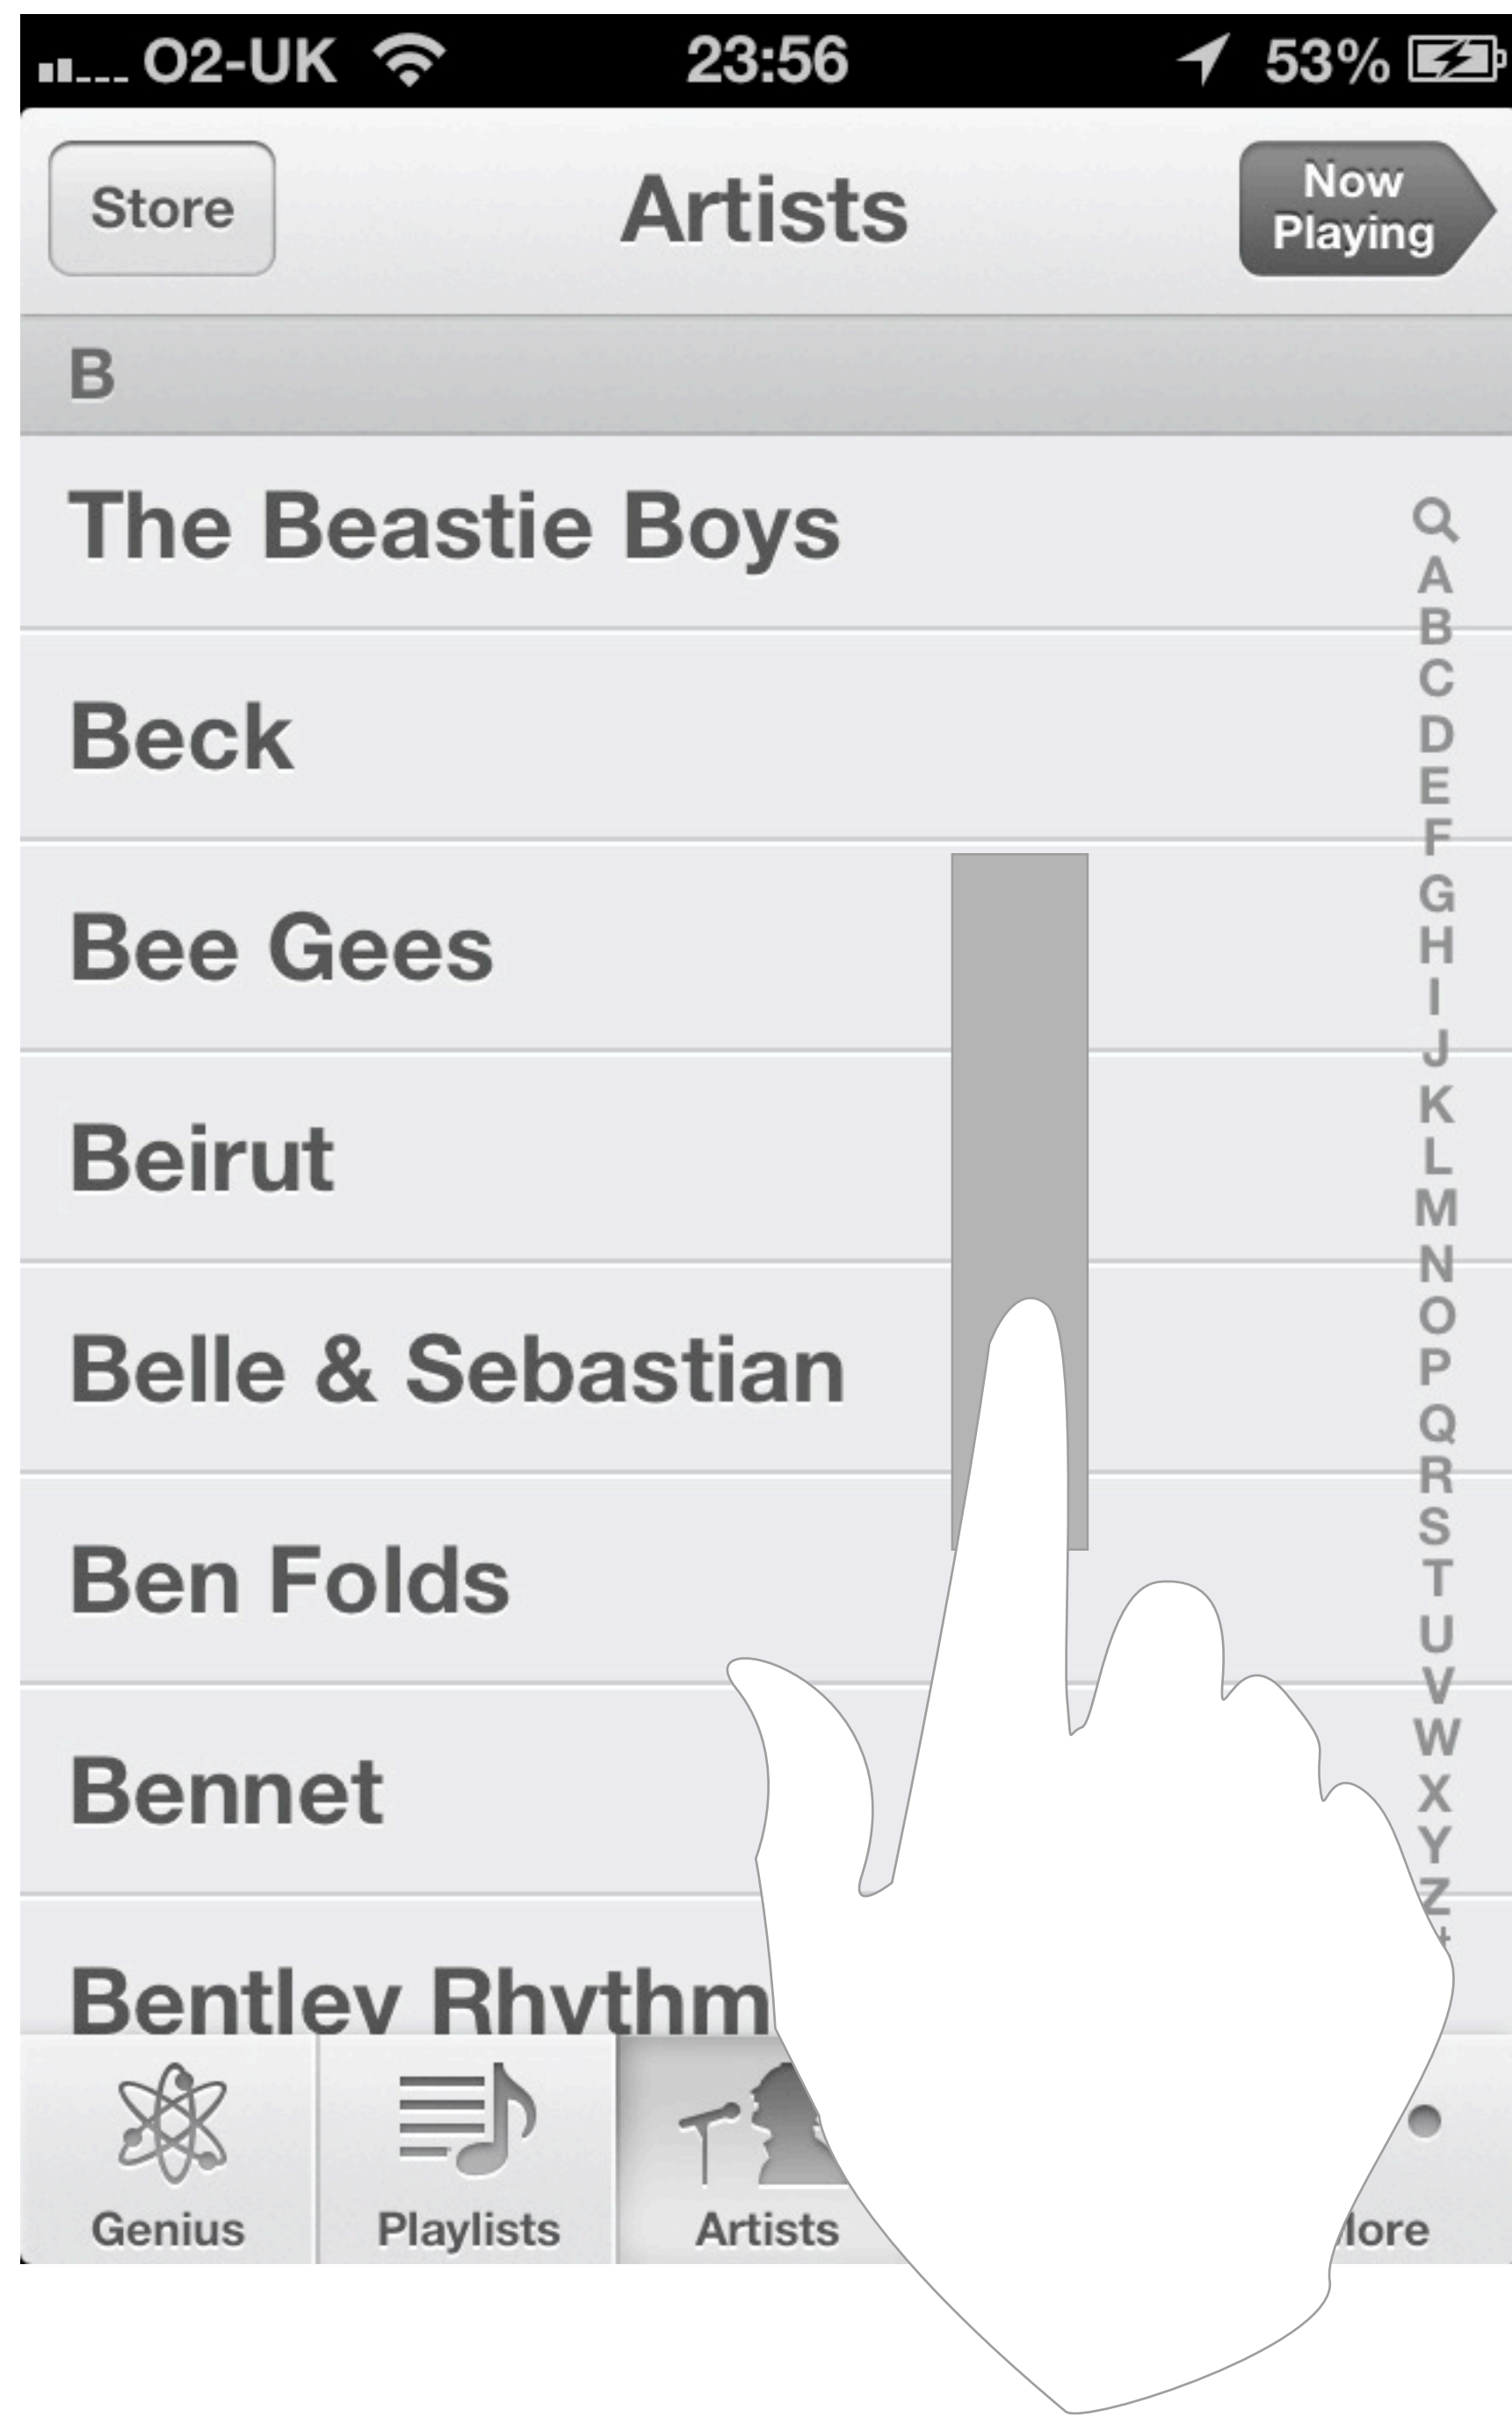 O2-UK 23:56 53%
Store Artists Now Playing
B
The Beastie Boys
Beck
Bee Gees
Beirut
Belle & Sebastian
Ben Folds
Bennet
Bentley Rhythm
A
B
C
D
E
F
G
H
I
J
K
L
M
N
O
P
Q
R
S
T
U
V
W
X
Y
Z
Genius Playlists Artists